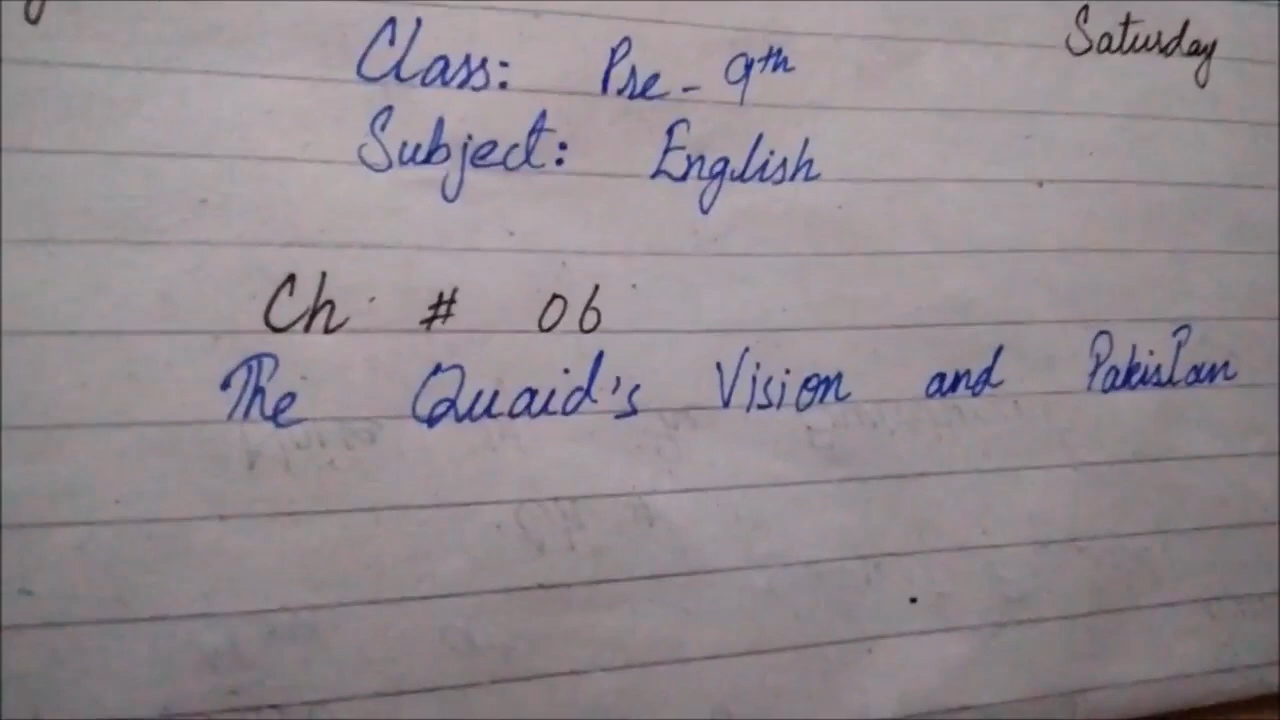 Saturday
Class: Pre-9th
Subject: English
Ch # 06
The Quaid's Vision and Pakistan